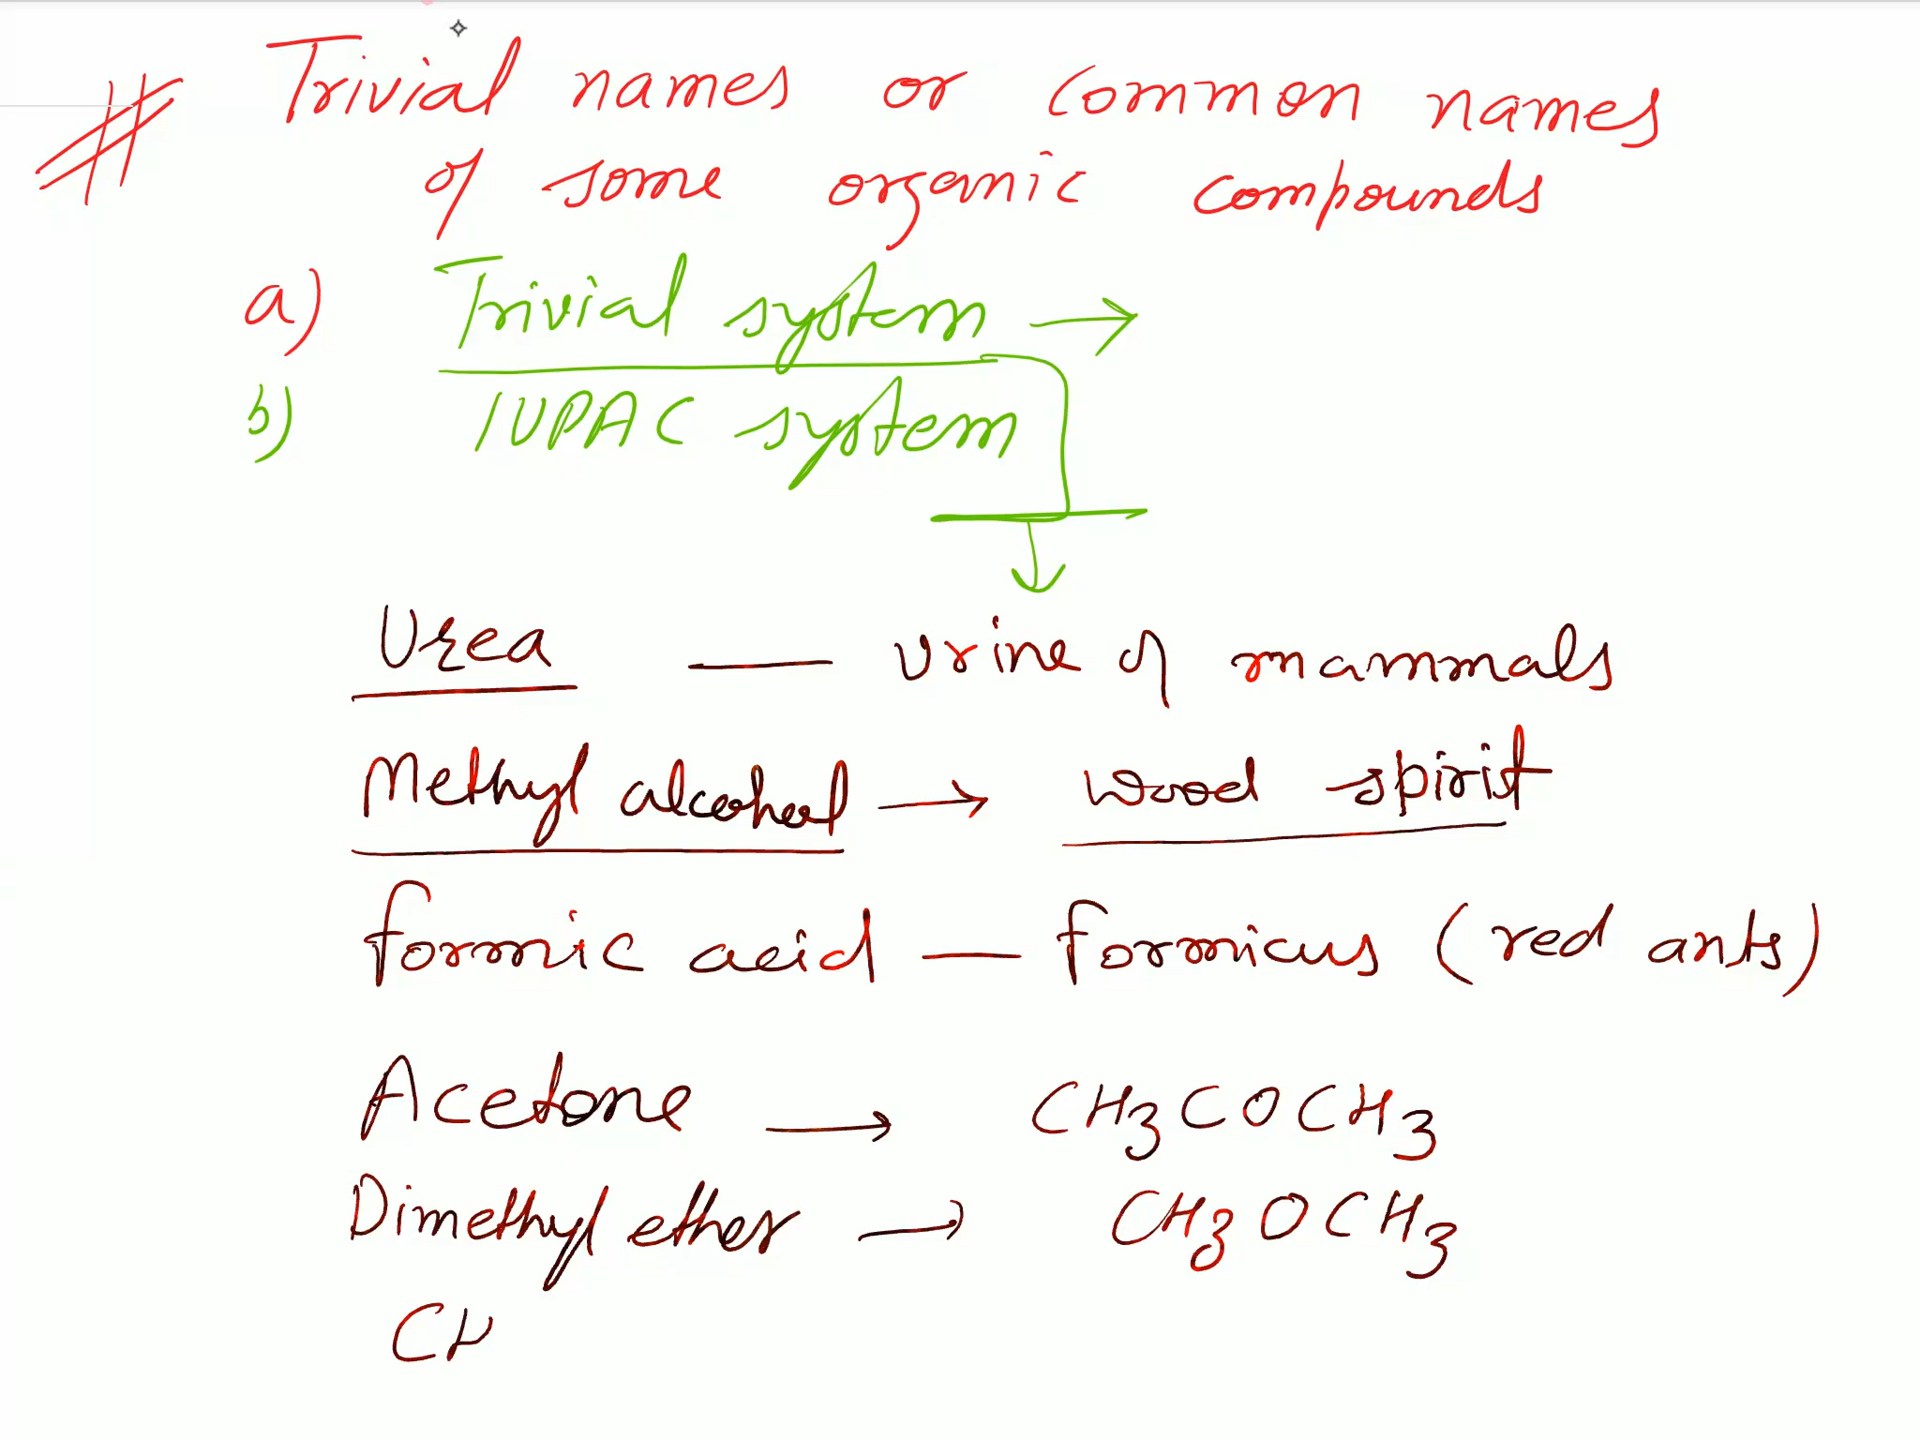 # Trivial names or common names
of some organic compounds
a) Trivial system →
b) IUPAC system
Urea — urine of mammals
Methyl alcohol → wood spirit
formic acid — formicus (red ants)
Acetone → CH3COCH3
Dimethyl ether → CH3OCH3
CH